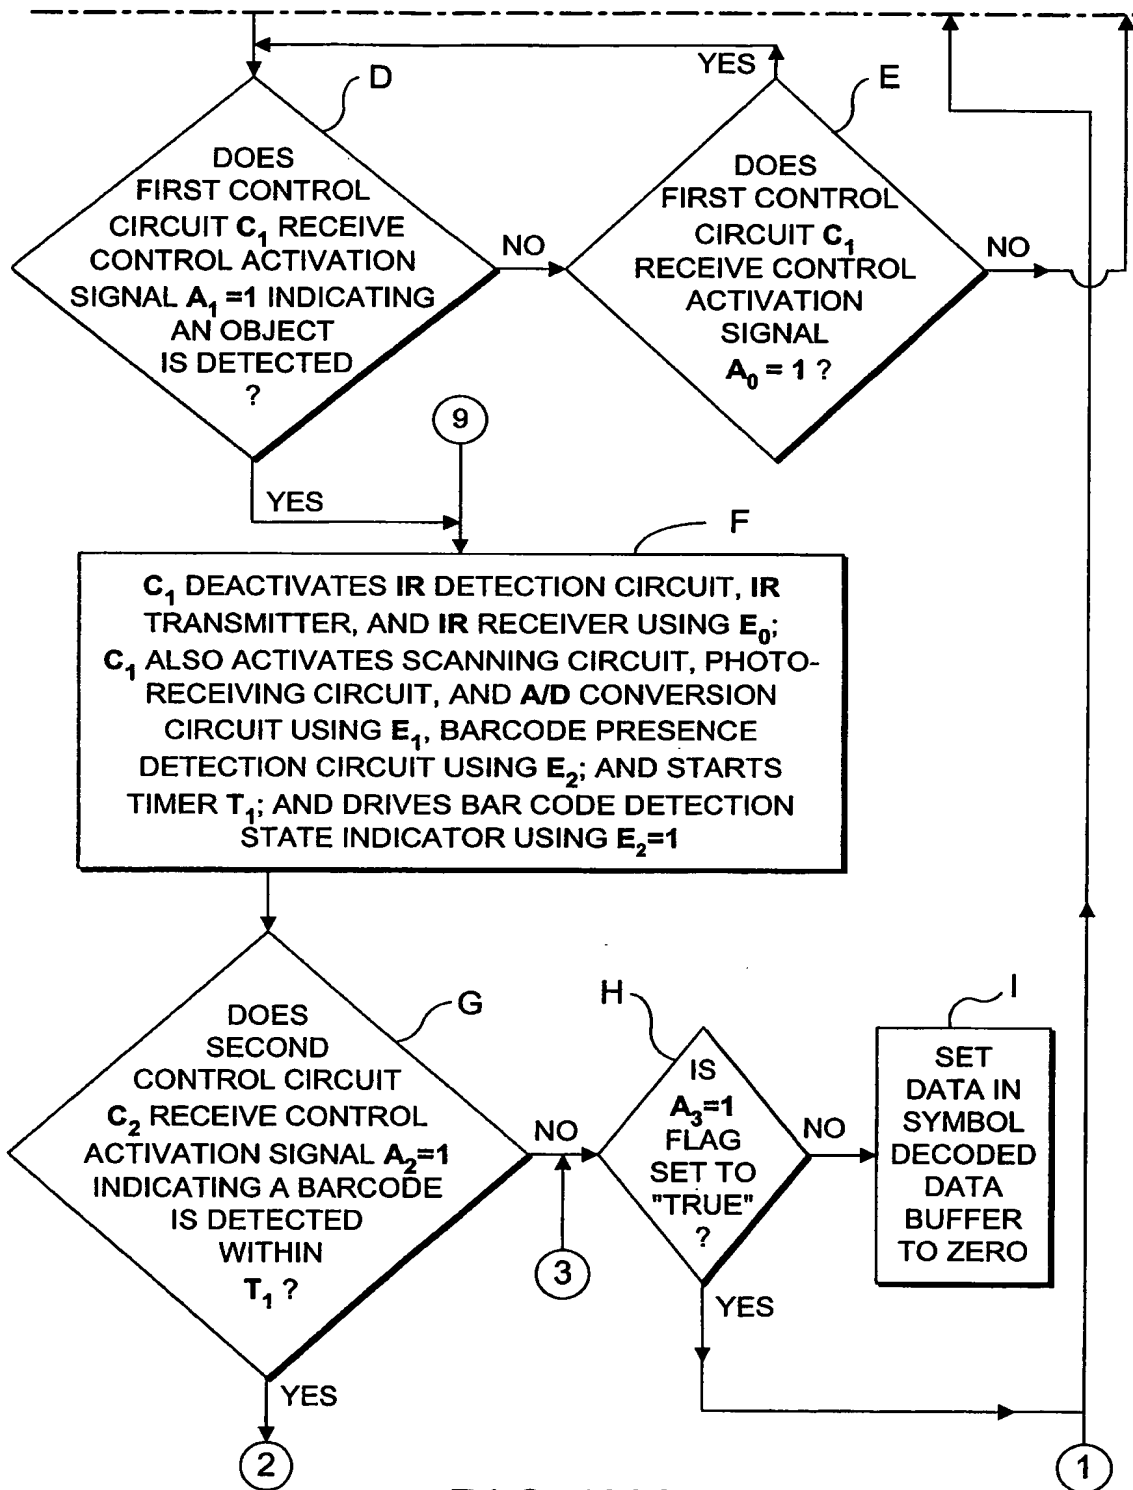 YES
D
E
DOES
FIRST CONTROL
CIRCUIT C1 RECEIVE
CONTROL ACTIVATION
SIGNAL A1 =1 INDICATING
AN OBJECT
IS DETECTED
?
NO
DOES
FIRST CONTROL
CIRCUIT C1
RECEIVE CONTROL
ACTIVATION
SIGNAL
A0 = 1 ?
NO
9
YES
F
C1 DEACTIVATES IR DETECTION CIRCUIT, IR
TRANSMITTER, AND IR RECEIVER USING E0;
C1 ALSO ACTIVATES SCANNING CIRCUIT, PHOTO-
RECEIVING CIRCUIT, AND A/D CONVERSION
CIRCUIT USING E1, BARCODE PRESENCE
DETECTION CIRCUIT USING E2; AND STARTS
TIMER T1; AND DRIVES BAR CODE DETECTION
STATE INDICATOR USING E2=1
G
DOES
SECOND
CONTROL CIRCUIT
C2 RECEIVE CONTROL
ACTIVATION SIGNAL A2=1
INDICATING A BARCODE
IS DETECTED
WITHIN
T1 ?
NO
3
H
IS
A3=1
FLAG
SET TO
"TRUE"
?
NO
I
SET
DATA IN
SYMBOL
DECODED
DATA
BUFFER
TO ZERO
YES
YES
2
1